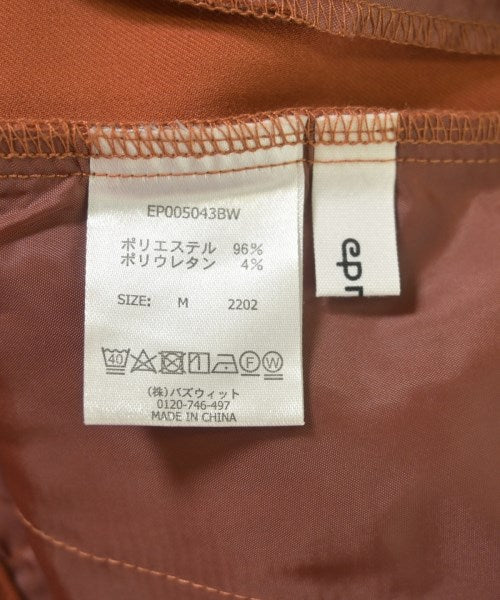 EP005043BW
ポリエステル 96%
ポリウレタン 4%
SIZE: M 2202
40 F W
(株)バズウィット
0120-746-497
MADE IN CHINA